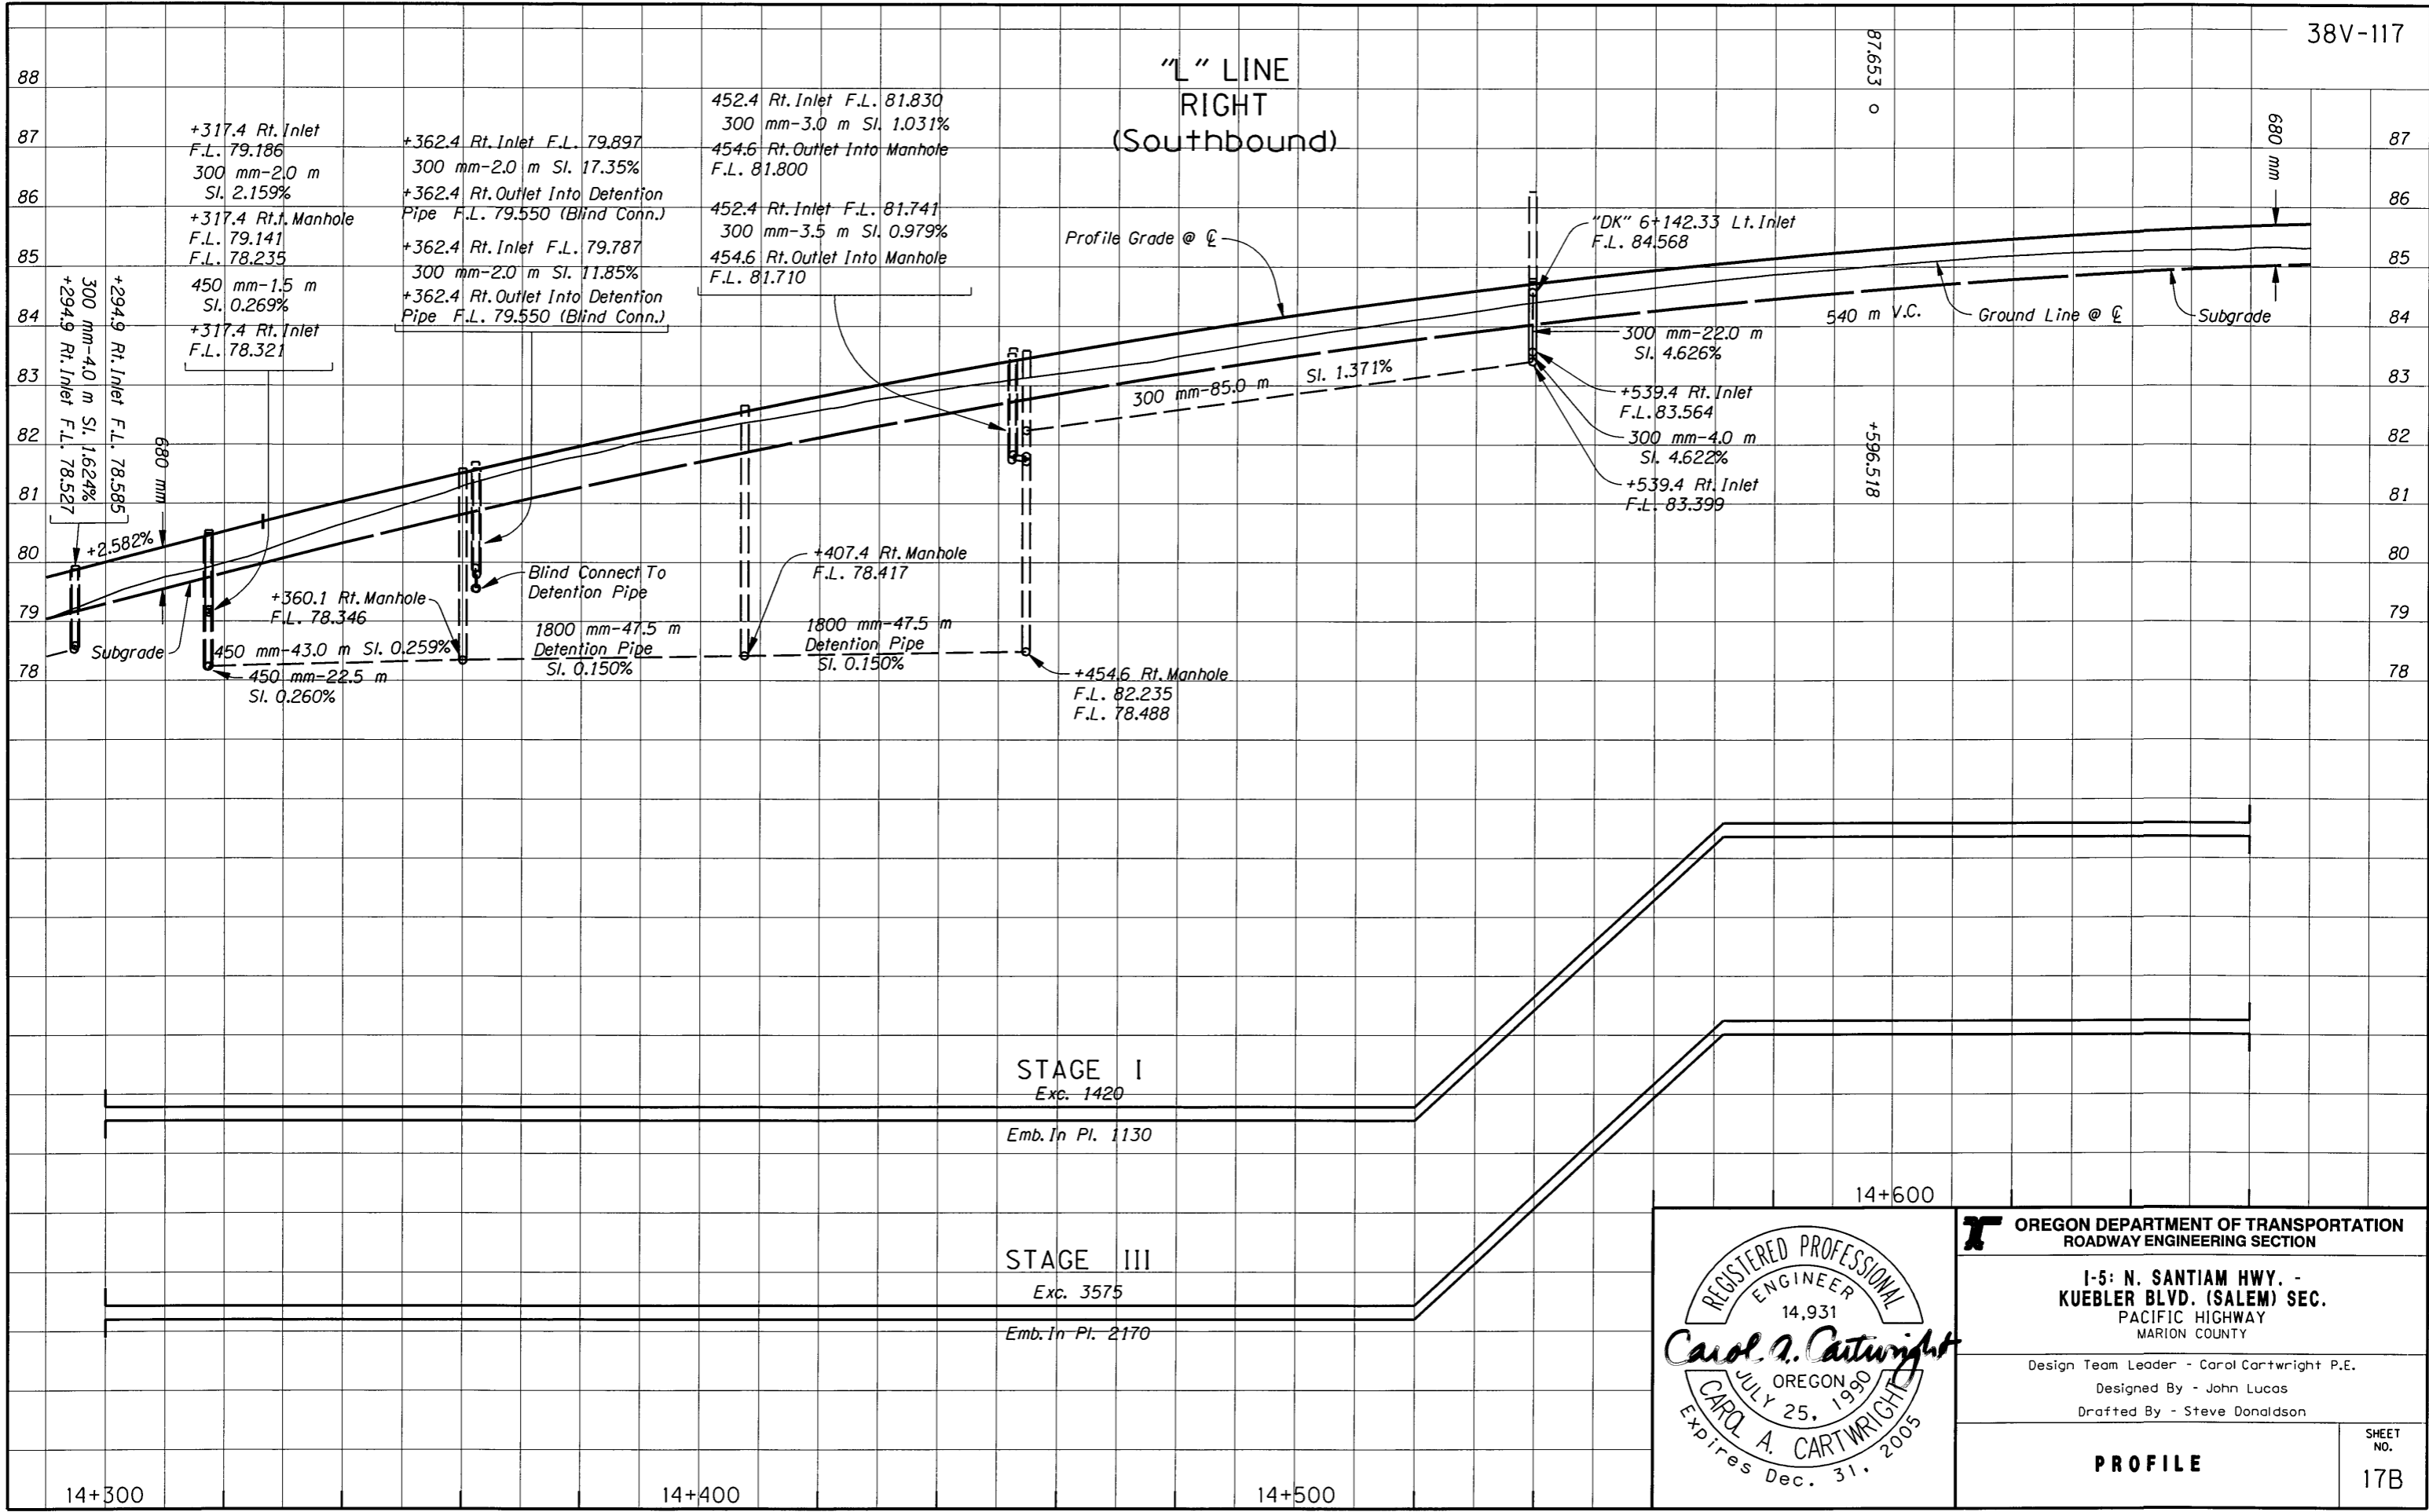 38V-117
"L" LINE
RIGHT
(Southbound)
88
87
86
85
84
83
82
81
80
79
78
87
86
85
84
83
82
81
80
79
78
+294.9 Rt. Inlet F.L. 78.585
300 mm-4.0 m Sl. 1.624%
+294.9 Rt. Inlet F.L. 78.527
680 mm
+2.582%
Subgrade
+317.4 Rt. Inlet
F.L. 79.186
300 mm-2.0 m
Sl. 2.159%
+317.4 Rt.t. Manhole
F.L. 79.141
F.L. 78.235
450 mm-1.5 m
Sl. 0.269%
+317.4 Rt. Inlet
F.L. 78.321
+362.4 Rt. Inlet F.L. 79.897
300 mm-2.0 m Sl. 17.35%
+362.4 Rt. Outlet Into Detention
Pipe F.L. 79.550 (Blind Conn.)
+362.4 Rt. Inlet F.L. 79.787
300 mm-2.0 m Sl. 11.85%
+362.4 Rt. Outlet Into Detention
Pipe F.L. 79.550 (Blind Conn.)
452.4 Rt. Inlet F.L. 81.830
300 mm-3.0 m Sl. 1.031%
454.6 Rt. Outlet Into Manhole
F.L. 81.800
452.4 Rt. Inlet F.L. 81.741
300 mm-3.5 m Sl. 0.979%
454.6 Rt. Outlet Into Manhole
F.L. 81.710
Profile Grade @ ℄
87.653
680 mm
"DK" 6+142.33 Lt. Inlet
F.L. 84.568
540 m V.C.
Ground Line @ ℄
Subgrade
300 mm-22.0 m
Sl. 4.626%
300 mm-85.0 m Sl. 1.371%
+539.4 Rt. Inlet
F.L. 83.564
300 mm-4.0 m
Sl. 4.622%
+539.4 Rt. Inlet
F.L. 83.399
+596.518
+360.1 Rt. Manhole
F.L. 78.346
450 mm-43.0 m Sl. 0.259%
450 mm-22.5 m
Sl. 0.260%
Blind Connect To
Detention Pipe
1800 mm-47.5 m
Detention Pipe
Sl. 0.150%
+407.4 Rt. Manhole
F.L. 78.417
1800 mm-47.5 m
Detention Pipe
Sl. 0.150%
+454.6 Rt. Manhole
F.L. 82.235
F.L. 78.488
STAGE I
Exc. 1420
Emb. In Pl. 1130
STAGE III
Exc. 3575
Emb. In Pl. 2170
14+300
14+400
14+500
14+600
REGISTERED PROFESSIONAL
ENGINEER
14,931
Carol A. Cartwright
OREGON
JULY 25, 1990
CAROL A. CARTWRIGHT
Expires Dec. 31, 2005
OREGON DEPARTMENT OF TRANSPORTATION
ROADWAY ENGINEERING SECTION
I-5: N. SANTIAM HWY. -
KUEBLER BLVD. (SALEM) SEC.
PACIFIC HIGHWAY
MARION COUNTY
Design Team Leader - Carol Cartwright P.E.
Designed By - John Lucas
Drafted By - Steve Donaldson
PROFILE
SHEET
NO.
17B